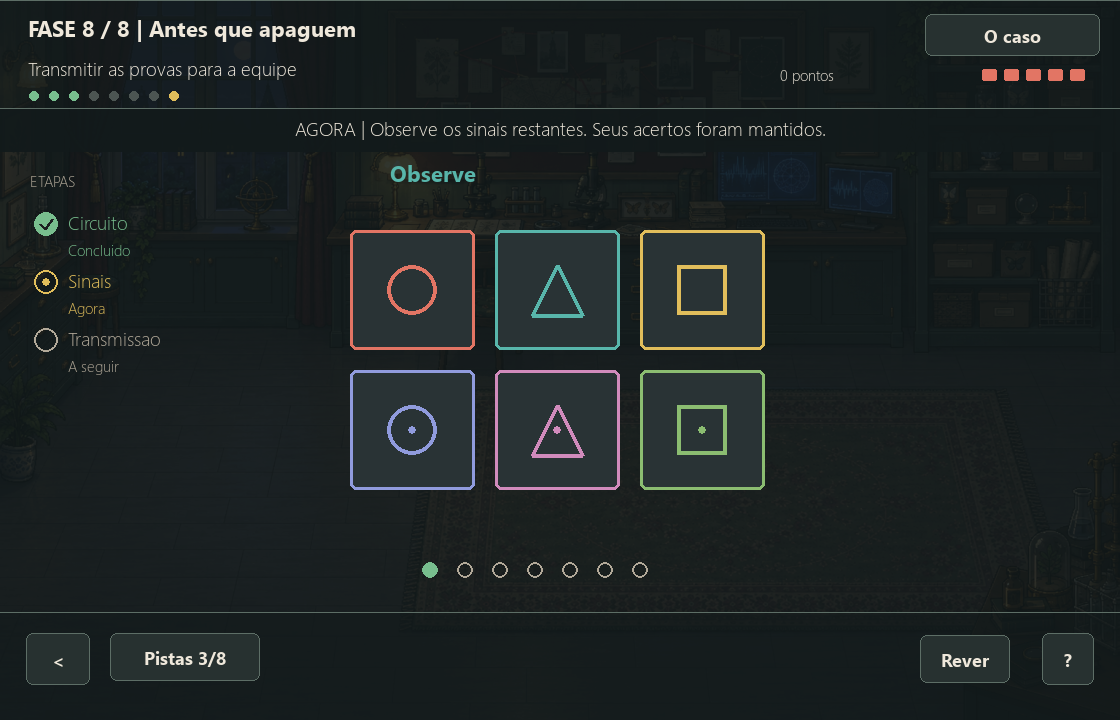 FASE 8 / 8 | Antes que apaguem
O caso
Transmitir as provas para a equipe
0 pontos
AGORA | Observe os sinais restantes. Seus acertos foram mantidos.
Observe
ETAPAS
Circuito
Concluido
Sinais
Agora
Transmissao
A seguir
<
Pistas 3/8
Rever
?